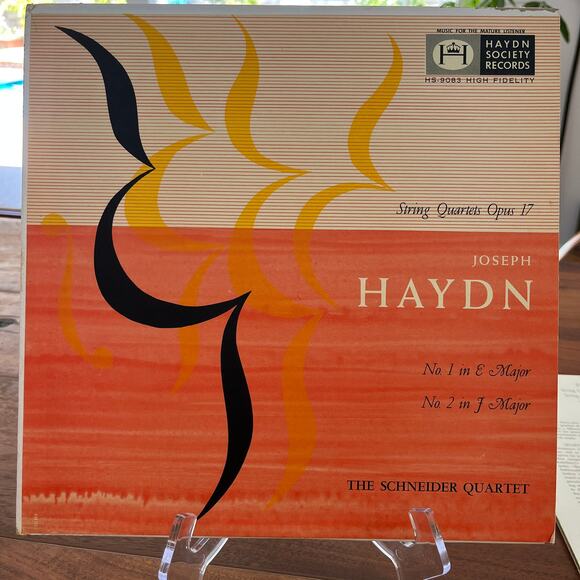 MUSIC FOR THE MATURE LISTENER
H
HAYDN
SOCIETY
RECORDS
HS-9083 HIGH FIDELITY
String Quartets Opus 17
JOSEPH
HAYDN
No. 1 in E Major
No. 2 in F Major
THE SCHNEIDER QUARTET